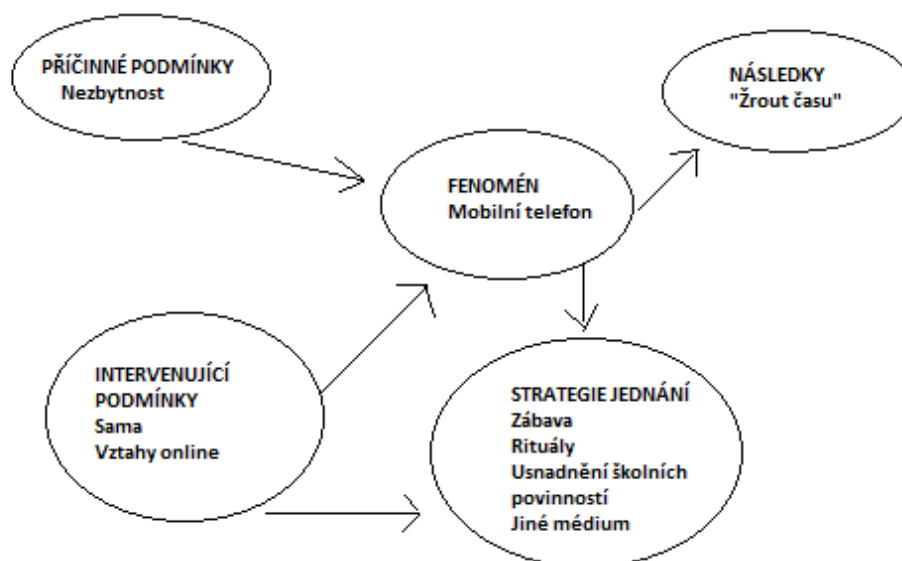 PŘÍČINNÉ PODMÍNKY
Nezbytnost
NÁSLEDKY
"Žrout času"
FENOMÉN
Mobilní telefon
INTERVENUJÍCÍ
PODMÍNKY
Sama
Vztahy online
STRATEGIE JEDNÁNÍ
Zábava
Rituály
Usnadnění školních
povinností
Jiné médium